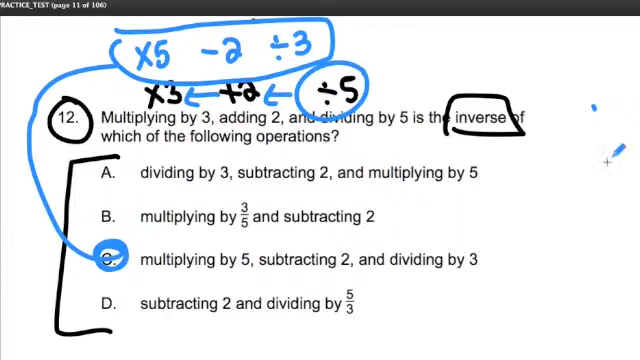 PRACTICE_TEST (page 11 of 106)
×5 −2 ÷3
×3 ← +2 ← ÷5
12. Multiplying by 3, adding 2, and dividing by 5 is the inverse of
which of the following operations?
A. dividing by 3, subtracting 2, and multiplying by 5
B. multiplying by 3/5 and subtracting 2
C. multiplying by 5, subtracting 2, and dividing by 3
D. subtracting 2 and dividing by 5/3